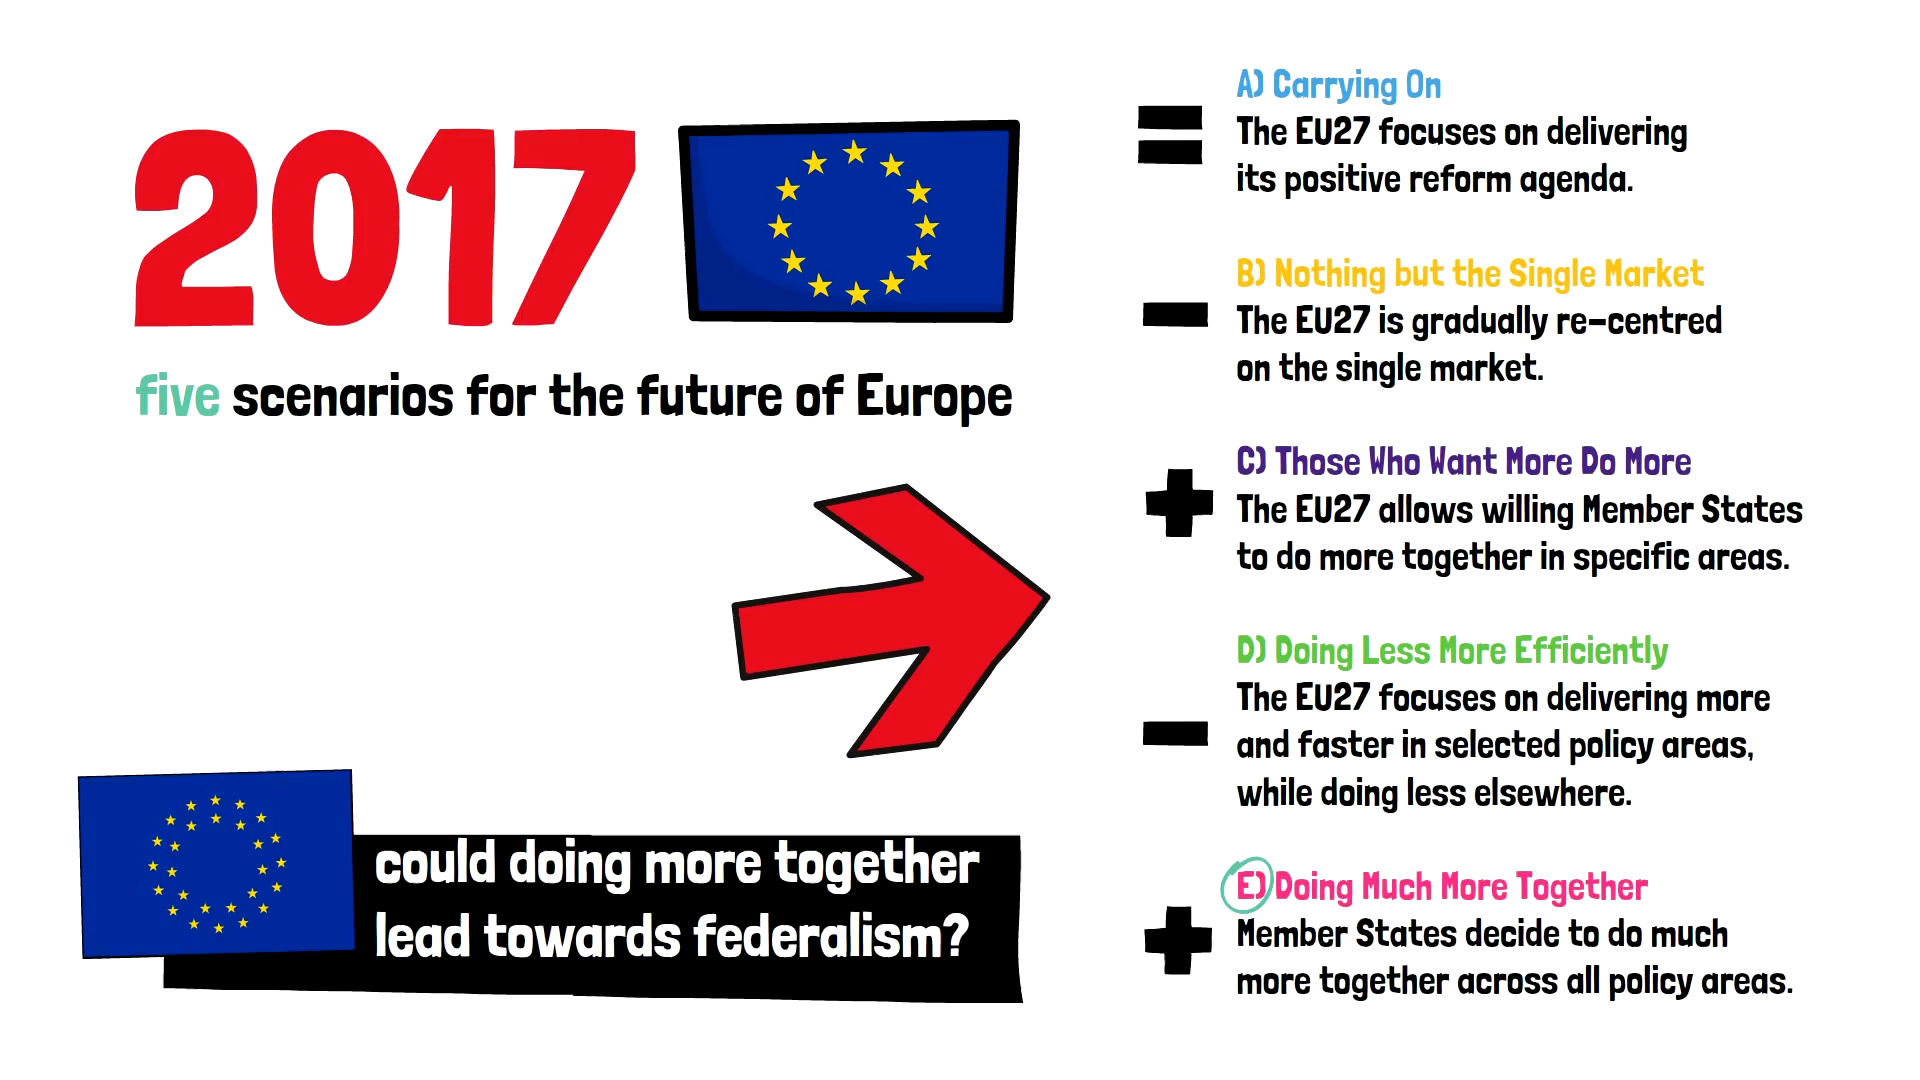 2017
five scenarios for the future of Europe
could doing more together
lead towards federalism?
A) Carrying On
The EU27 focuses on delivering
its positive reform agenda.
B) Nothing but the Single Market
The EU27 is gradually re-centred
on the single market.
C) Those Who Want More Do More
The EU27 allows willing Member States
to do more together in specific areas.
D) Doing Less More Efficiently
The EU27 focuses on delivering more
and faster in selected policy areas,
while doing less elsewhere.
E) Doing Much More Together
Member States decide to do much
more together across all policy areas.